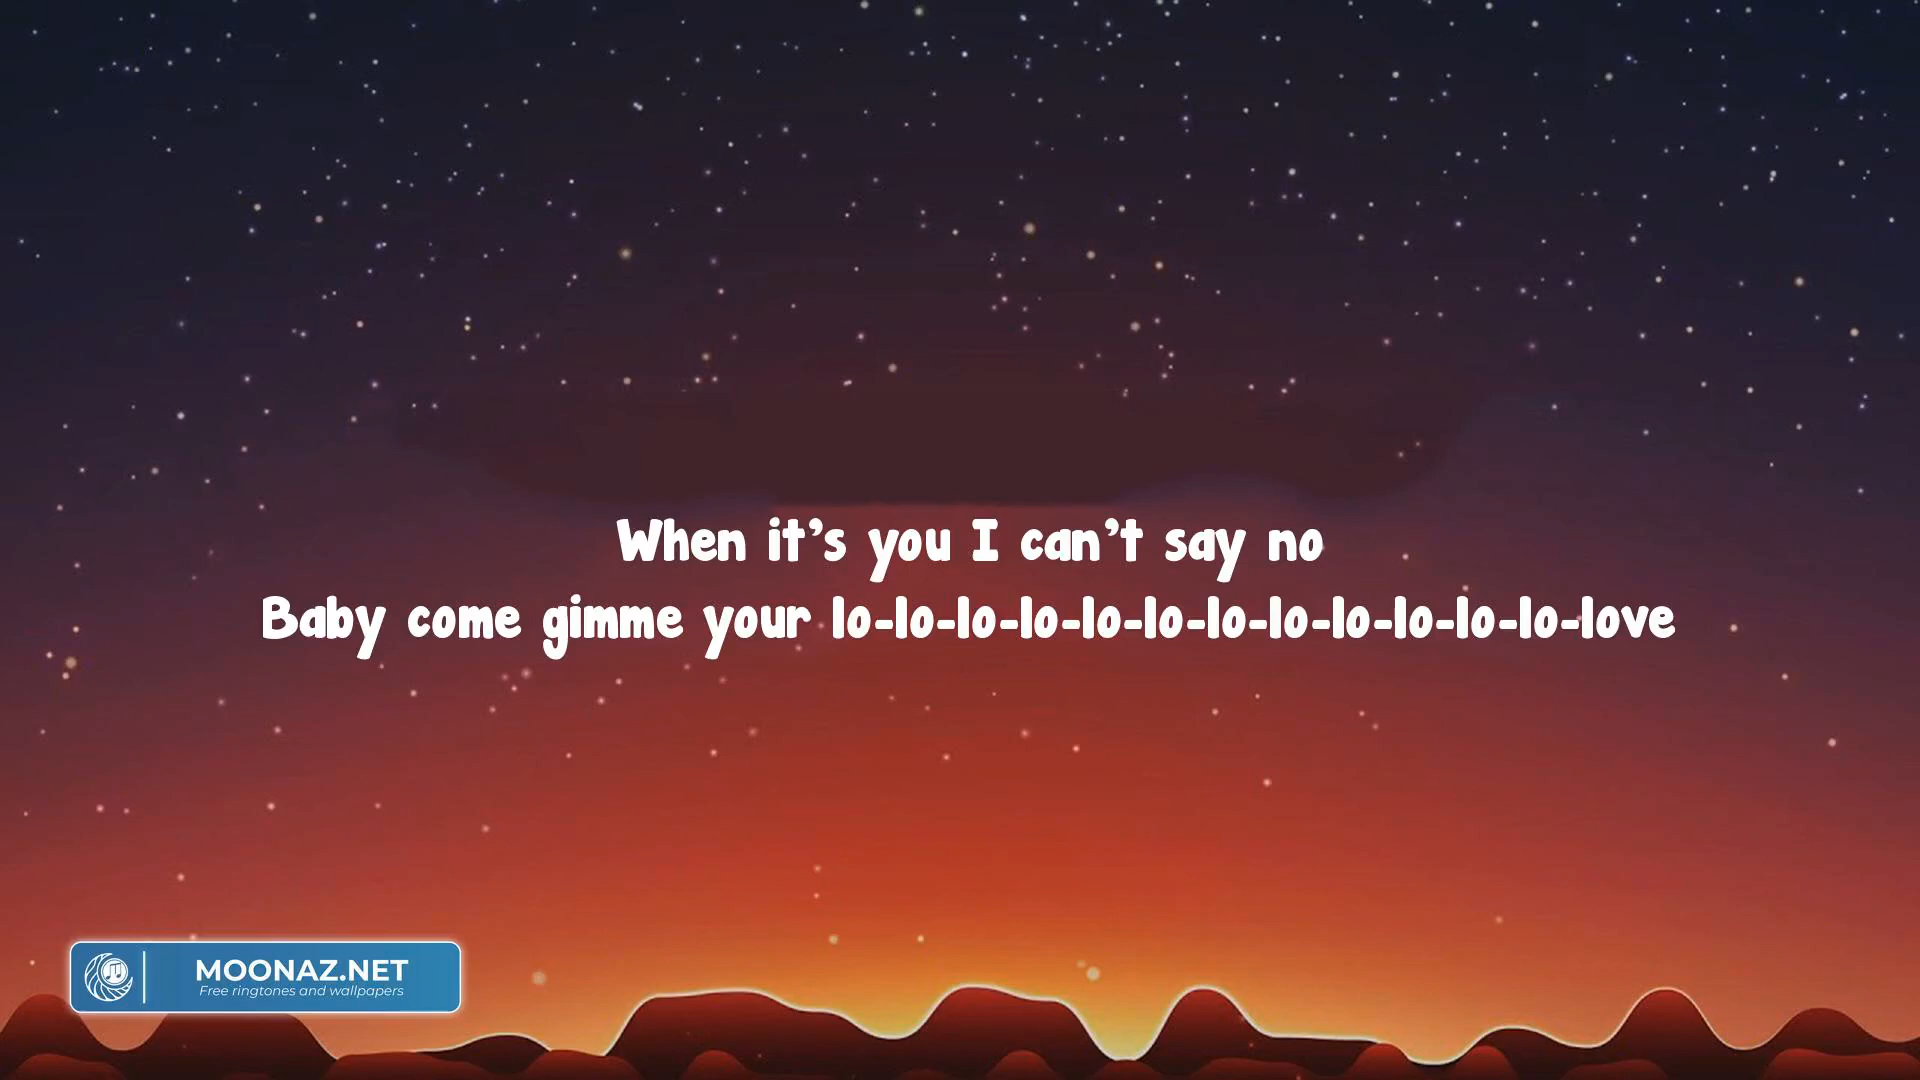 When it's you I can't say no
Baby come gimme your lo-lo-lo-lo-lo-lo-lo-lo-lo-lo-lo-lo-love
MOONAZ.NET
Free ringtones and wallpapers